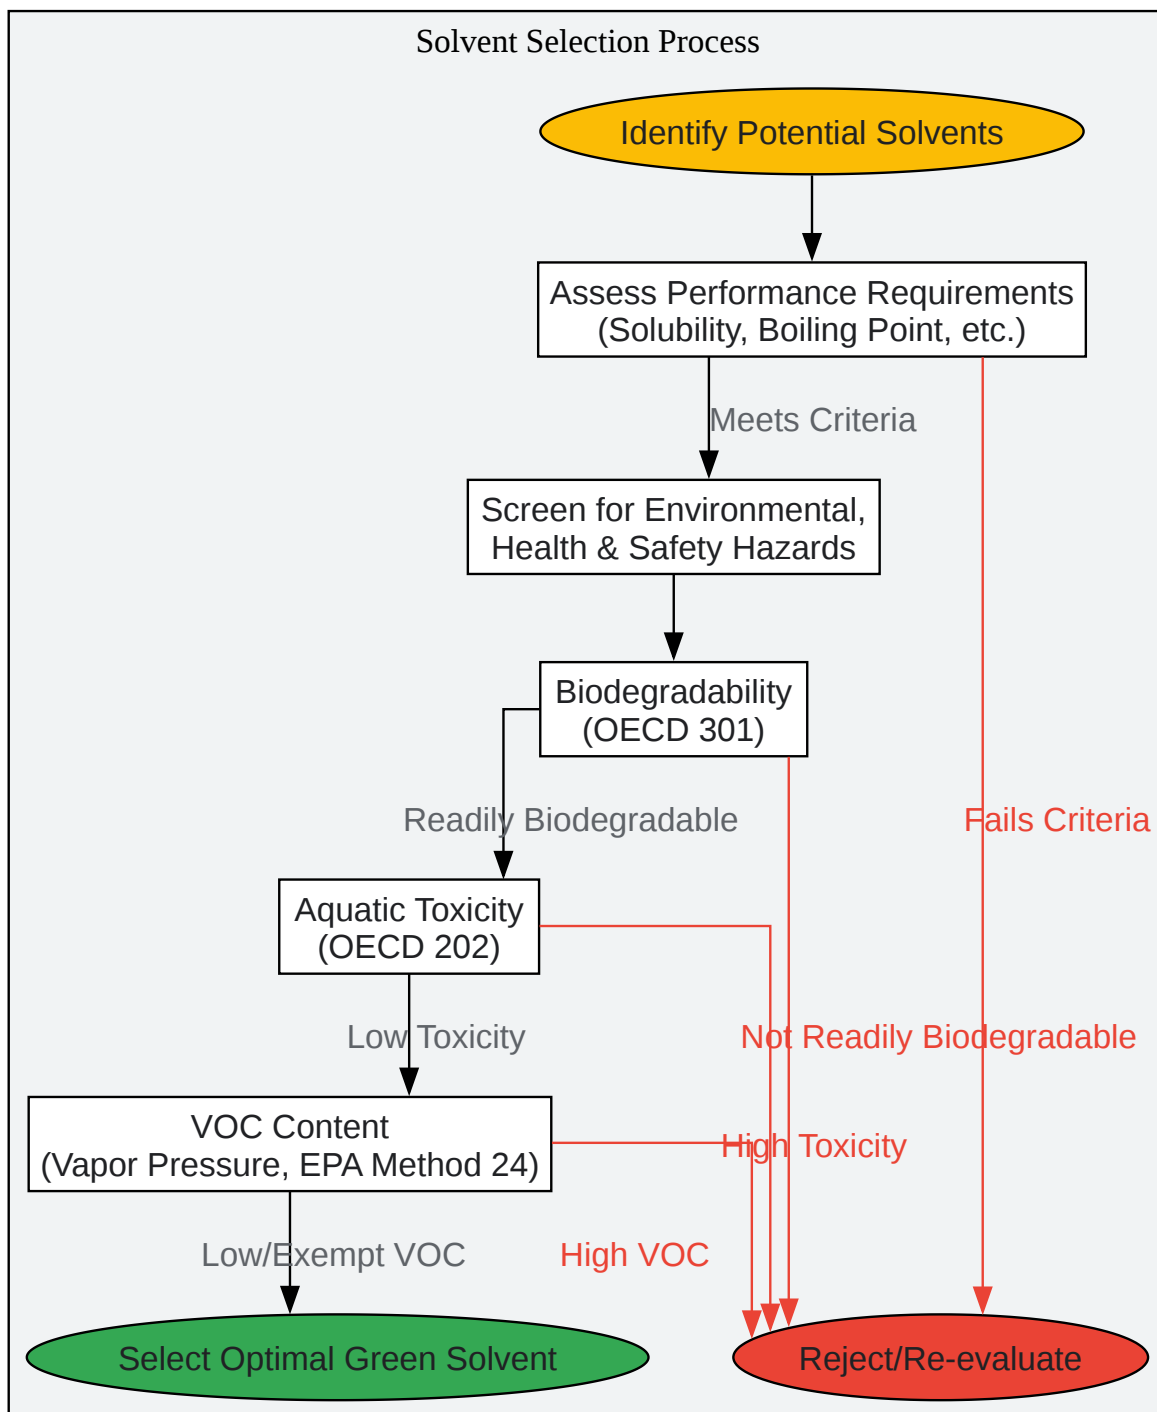 Solvent Selection Process
Identify Potential Solvents
Assess Performance Requirements
(Solubility, Boiling Point, etc.)
Meets Criteria
Screen for Environmental,
Health & Safety Hazards
Biodegradability
(OECD 301)
Readily Biodegradable
Fails Criteria
Aquatic Toxicity
(OECD 202)
Low Toxicity
Not Readily Biodegradable
VOC Content
(Vapor Pressure, EPA Method 24)
High Toxicity
Low/Exempt VOC
High VOC
Select Optimal Green Solvent
Reject/Re-evaluate